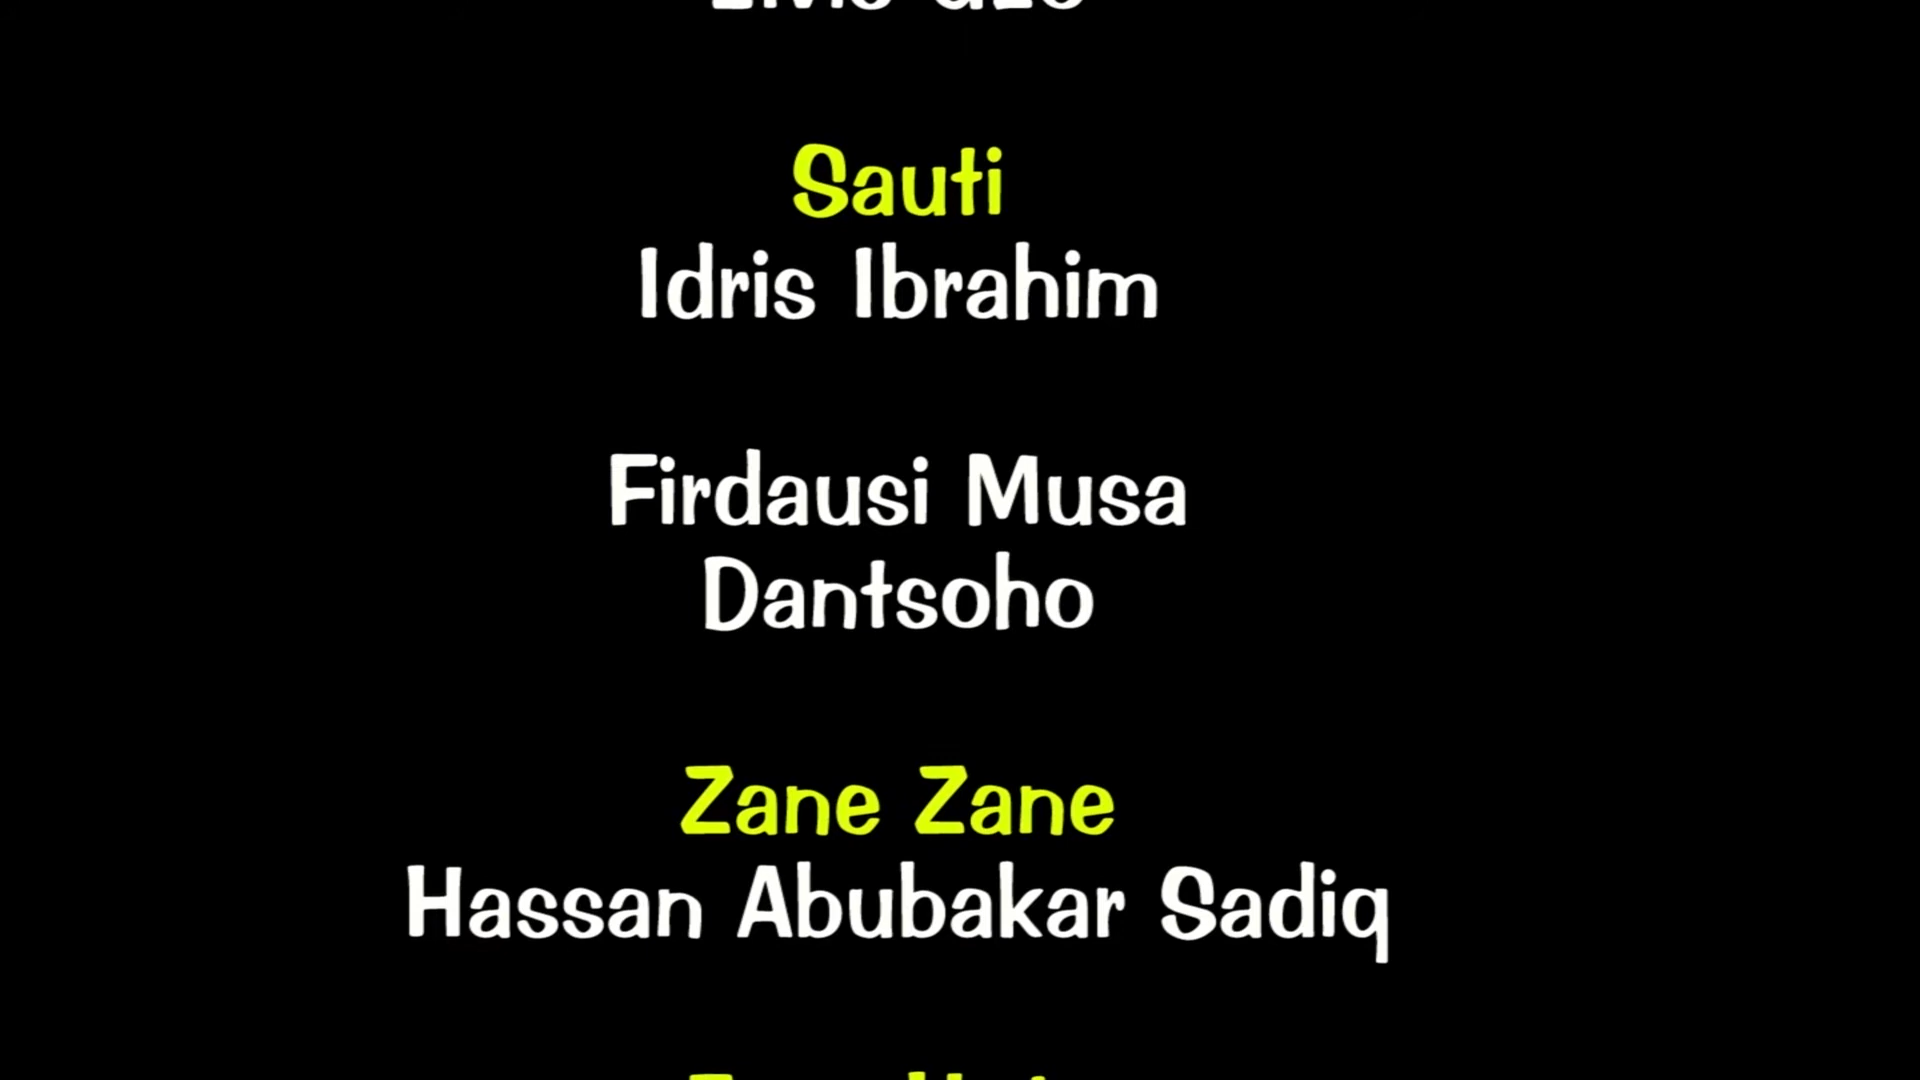 Sauti
Idris Ibrahim
Firdausi Musa
Dantsoho
Zane Zane
Hassan Abubakar Sadiq